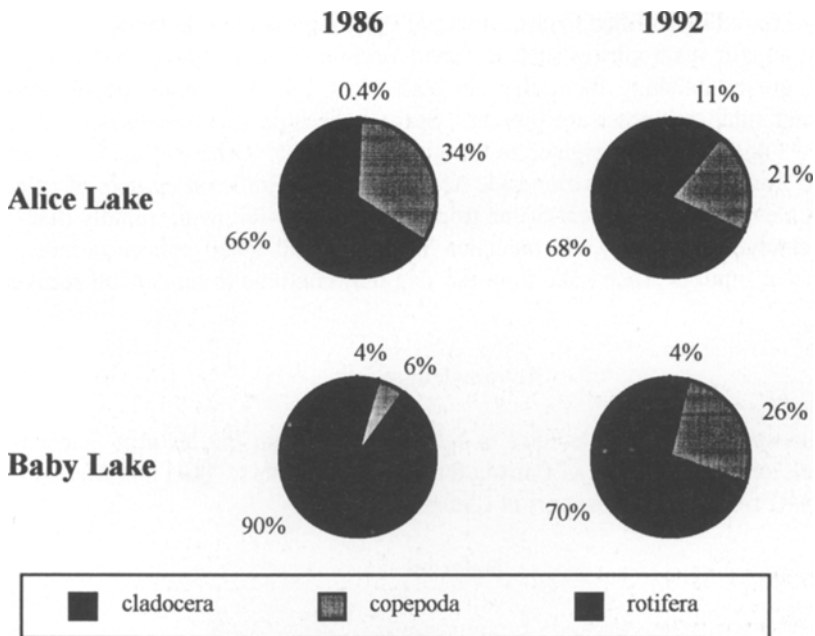 1986 1992
0.4% 11%
34% 21%
Alice Lake
66% 68%
4% 6% 4%
26%
Baby Lake
90% 70%
cladocera copepoda rotifera